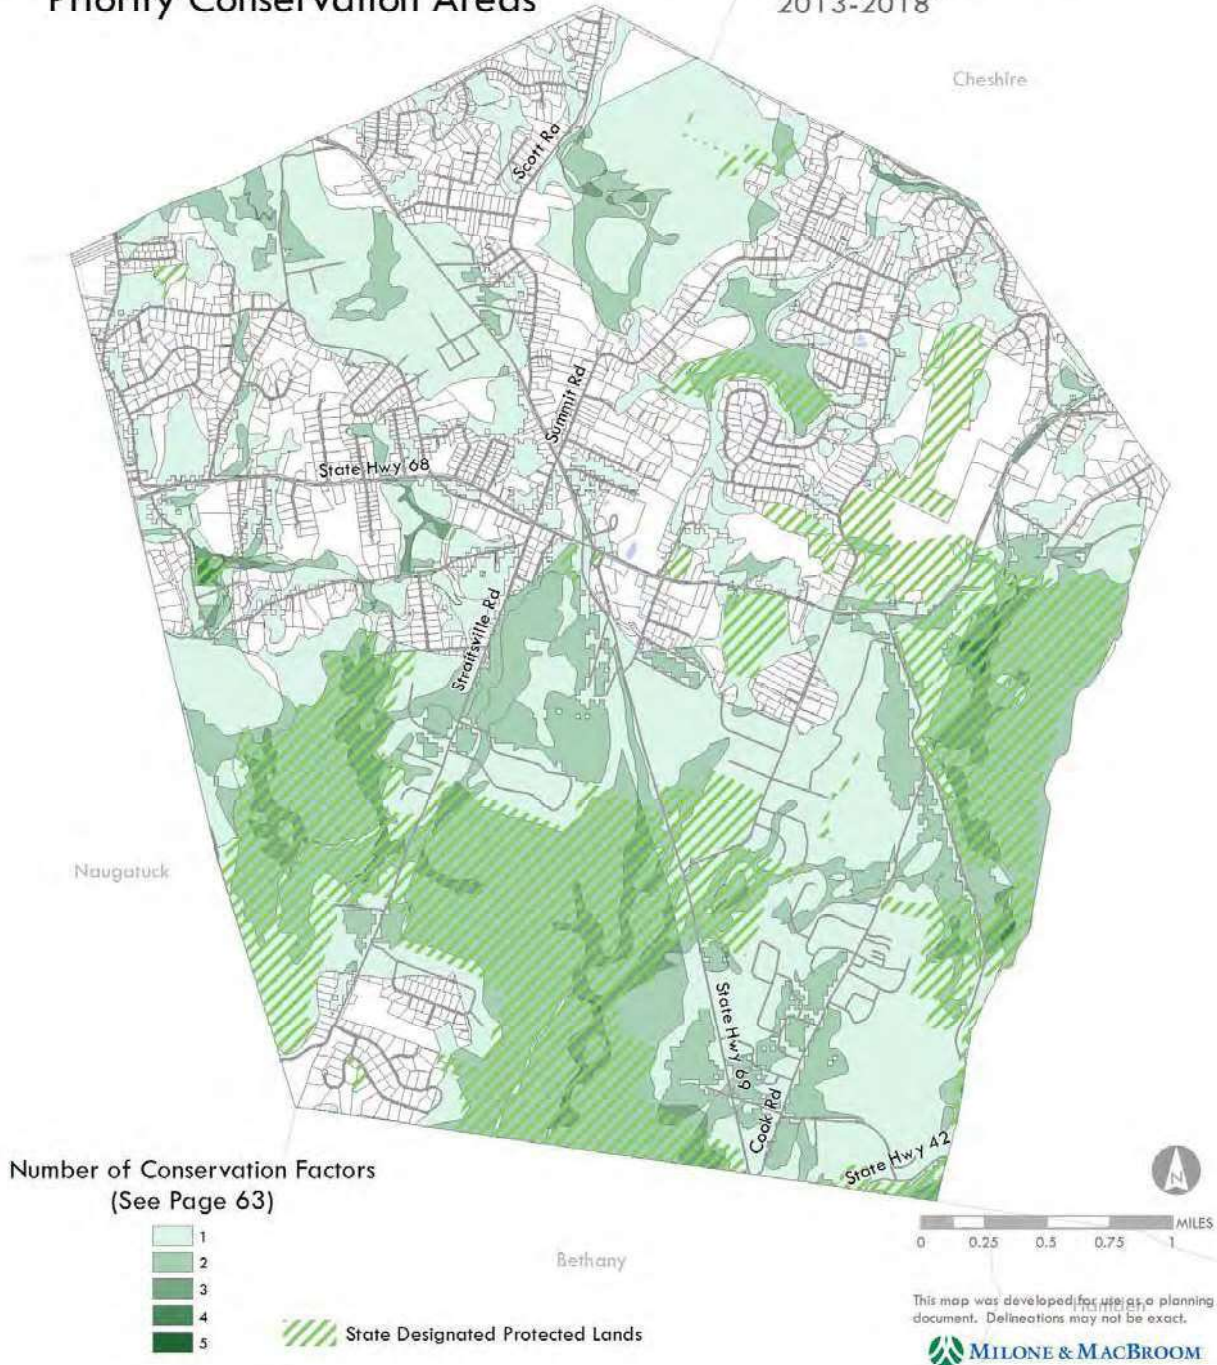 Priority Conservation Areas
2013-2018
Cheshire
Scott Ra
Summit Rd
State Hwy 68
Straitsville Rd
Naugatuck
State Hwy 69
Cook Rd
State Hwy 42
Number of Conservation Factors
(See Page 63)
1
2
3
4
5
State Designated Protected Lands
Bethany
N
MILES
0 0.25 0.5 0.75 1
This map was developed for use as a planning
document. Delineations may not be exact.
Hamden
MILONE & MACBROOM